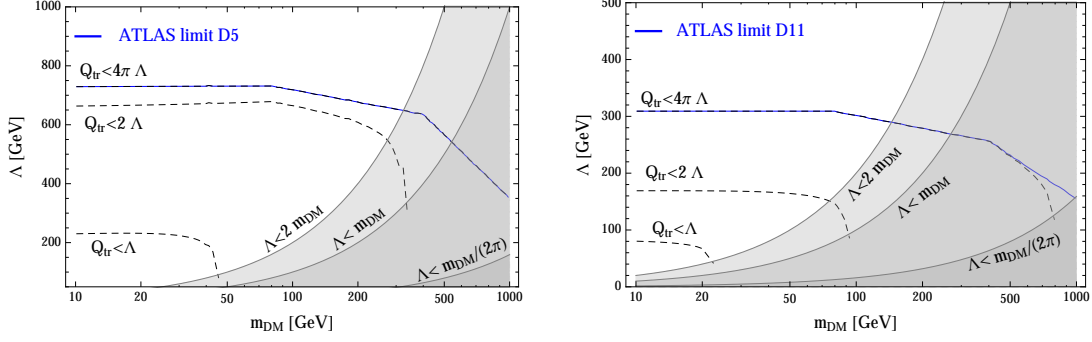 1000
800
600
400
200
Λ [GeV]
ATLAS limit D5
Q_tr<4π Λ
Q_tr<2 Λ
Q_tr<Λ
Λ<2 m_DM
Λ< m_DM
Λ< m_DM/(2π)
10 20 50 100 200 500 1000
m_DM [GeV]
500
400
300
200
100
0
Λ [GeV]
ATLAS limit D11
Q_tr<4π Λ
Q_tr<2 Λ
Q_tr<Λ
Λ<2 m_DM
Λ< m_DM
Λ< m_DM/(2π)
10 20 50 100 200 500 1000
m_DM [GeV]